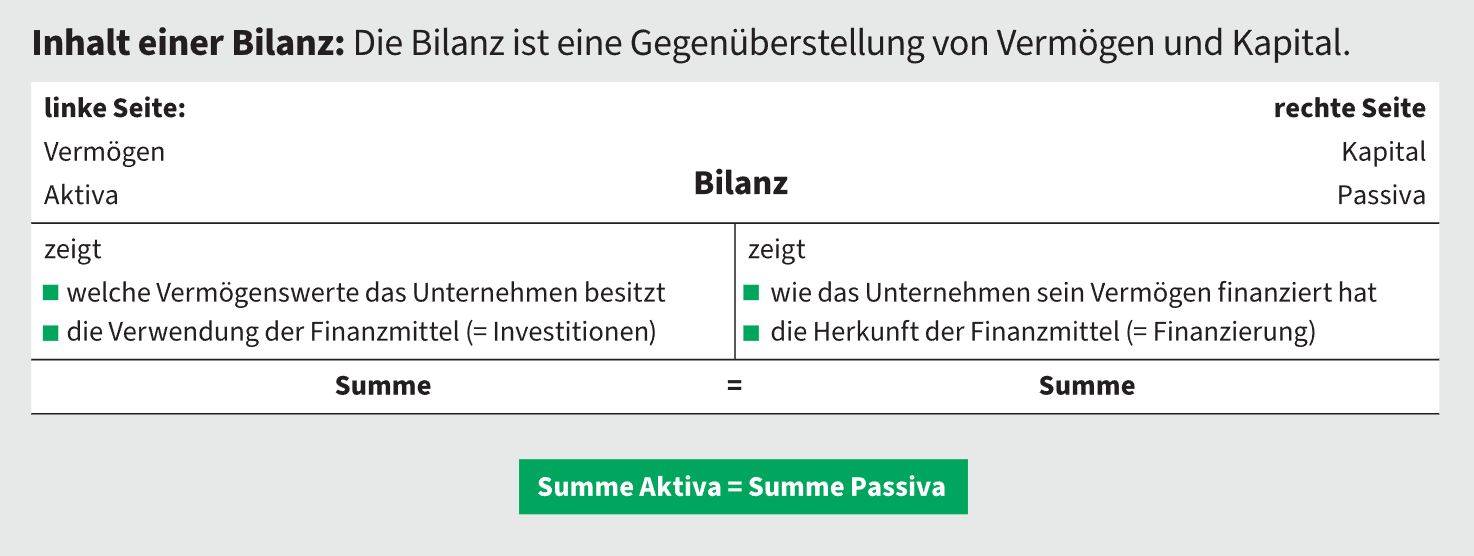 Inhalt einer Bilanz: Die Bilanz ist eine Gegenüberstellung von Vermögen und Kapital.
linke Seite:
Vermögen
Aktiva
Bilanz
rechte Seite
Kapital
Passiva
zeigt
■ welche Vermögenswerte das Unternehmen besitzt
■ die Verwendung der Finanzmittel (= Investitionen)
zeigt
■ wie das Unternehmen sein Vermögen finanziert hat
■ die Herkunft der Finanzmittel (= Finanzierung)
Summe = Summe
Summe Aktiva = Summe Passiva